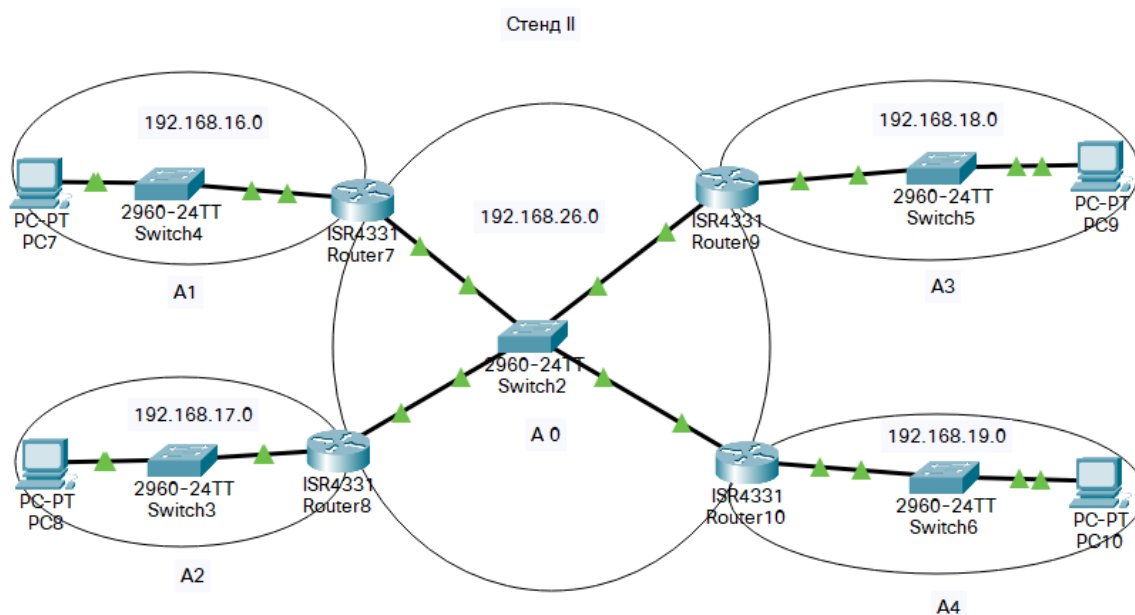 Стенд II
192.168.16.0
PC-PT
PC7
2960-24TT
Switch4
ISR4331
Router7
A1
192.168.26.0
2960-24TT
Switch2
A 0
192.168.18.0
ISR4331
Router9
2960-24TT
Switch5
PC-PT
PC9
A3
192.168.17.0
PC-PT
PC8
2960-24TT
Switch3
ISR4331
Router8
A2
192.168.19.0
ISR4331
Router10
2960-24TT
Switch6
PC-PT
PC10
A4